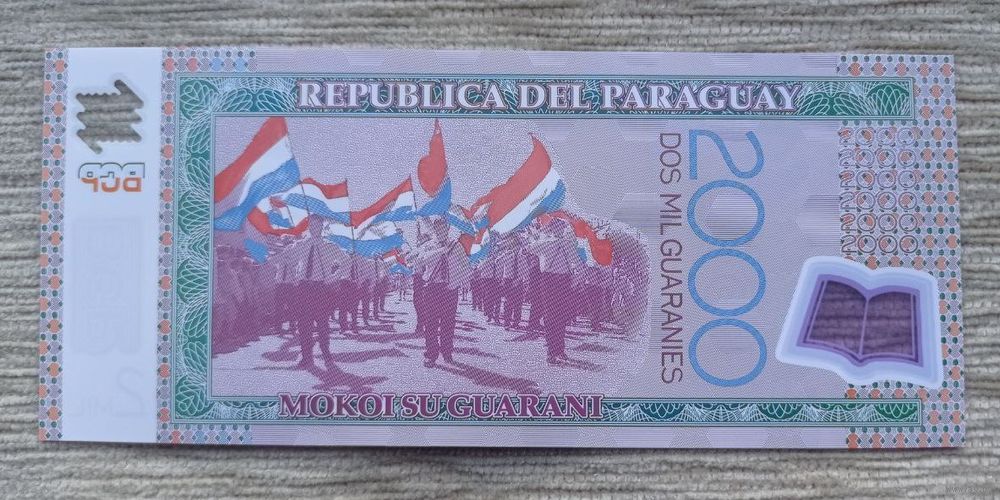 REPUBLICA DEL PARAGUAY
2000
DOS MIL GUARANIES
MOKOI SU GUARANI
BCP